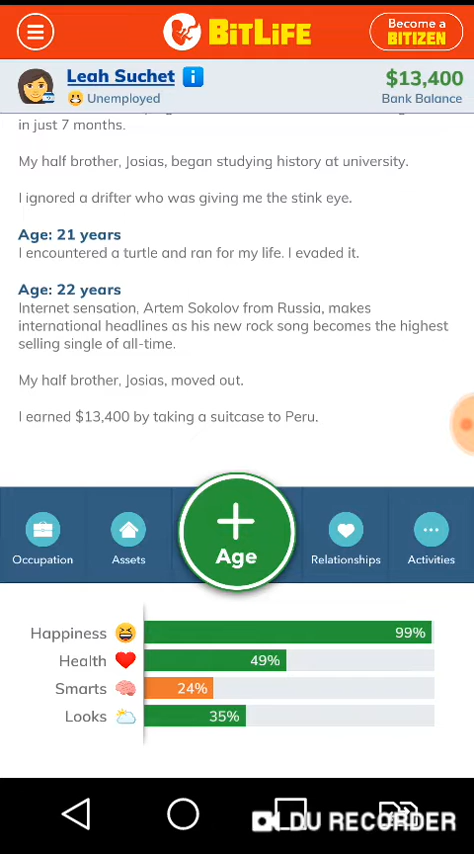 BitLife
Become a
BITIZEN
Leah Suchet i
$13,400
Unemployed
Bank Balance
in just 7 months.
My half brother, Josias, began studying history at university.
I ignored a drifter who was giving me the stink eye.
Age: 21 years
I encountered a turtle and ran for my life. I evaded it.
Age: 22 years
Internet sensation, Artem Sokolov from Russia, makes
international headlines as his new rock song becomes the highest
selling single of all-time.
My half brother, Josias, moved out.
I earned $13,400 by taking a suitcase to Peru.
Occupation
Assets
Age
Relationships
Activities
Happiness 99%
Health 49%
Smarts 24%
Looks 35%
DU RECORDER